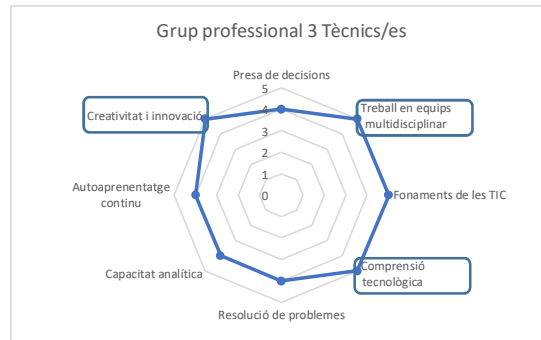 Grup professional 3 Tècnics/es
Presa de decisions
5
4
3
2
1
0
Treball en equips
multidisciplinar
Fonaments de les TIC
Comprensió
tecnològica
Resolució de problemes
Capacitat analítica
Autoaprenentatge
continu
Creativitat i innovació